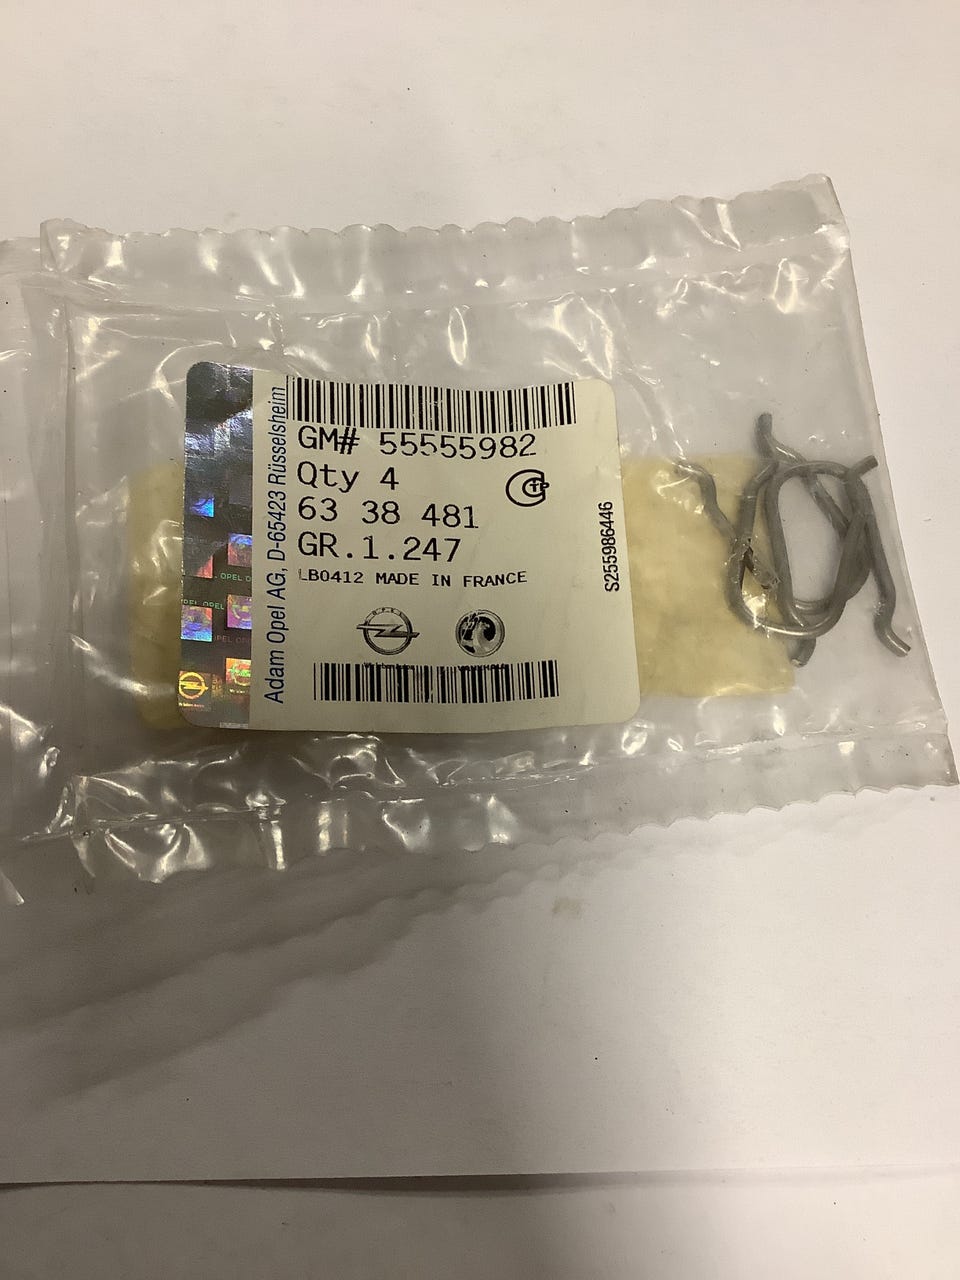 Adam Opel AG, D-65423 Rüsselsheim
GM# 55555982
Qty 4
63 38 481
GR.1.247
LB0412 MADE IN FRANCE
S255986446
OPEL